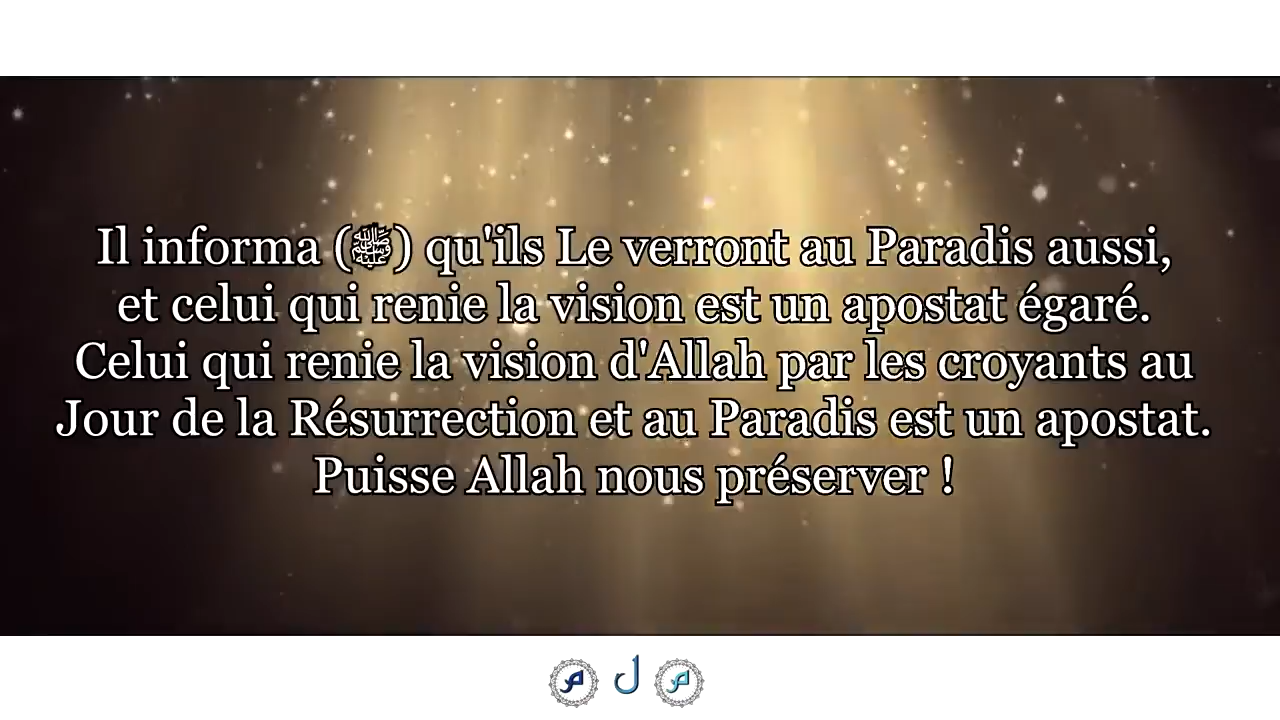 Il informa (ﷺ) qu'ils Le verront au Paradis aussi,
et celui qui renie la vision est un apostat égaré.
Celui qui renie la vision d'Allah par les croyants au
Jour de la Résurrection et au Paradis est un apostat.
Puisse Allah nous préserver !
م ل م